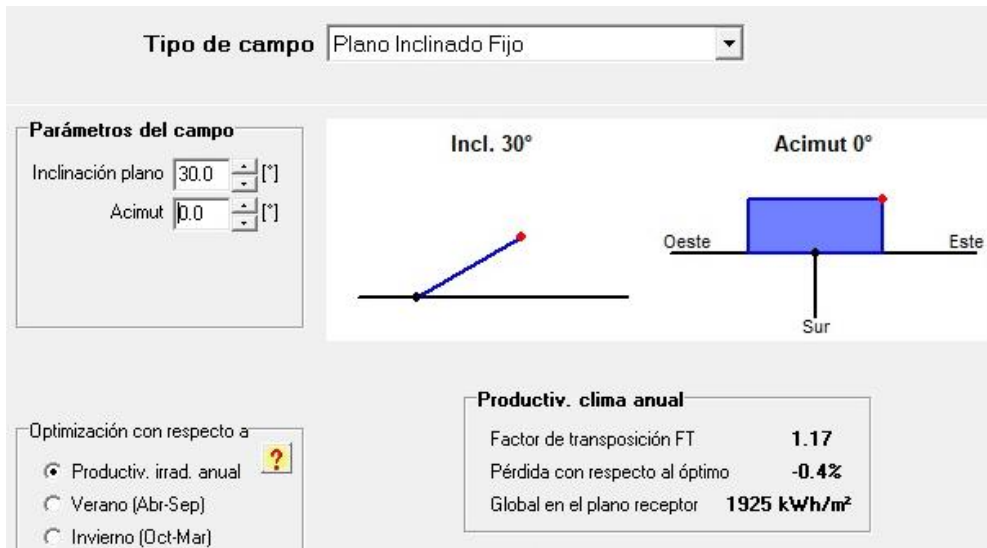 Tipo de campo Plano Inclinado Fijo
Parámetros del campo
Inclinación plano 30.0 [°]
Acimut 0.0 [°]
Incl. 30°
Acimut 0°
Oeste
Este
Sur
Optimización con respecto a
?
Productiv. irrad. anual
Verano (Abr-Sep)
Invierno (Oct-Mar)
Productiv. clima anual
Factor de transposición FT 1.17
Pérdida con respecto al óptimo -0.4%
Global en el plano receptor 1925 kWh/m²